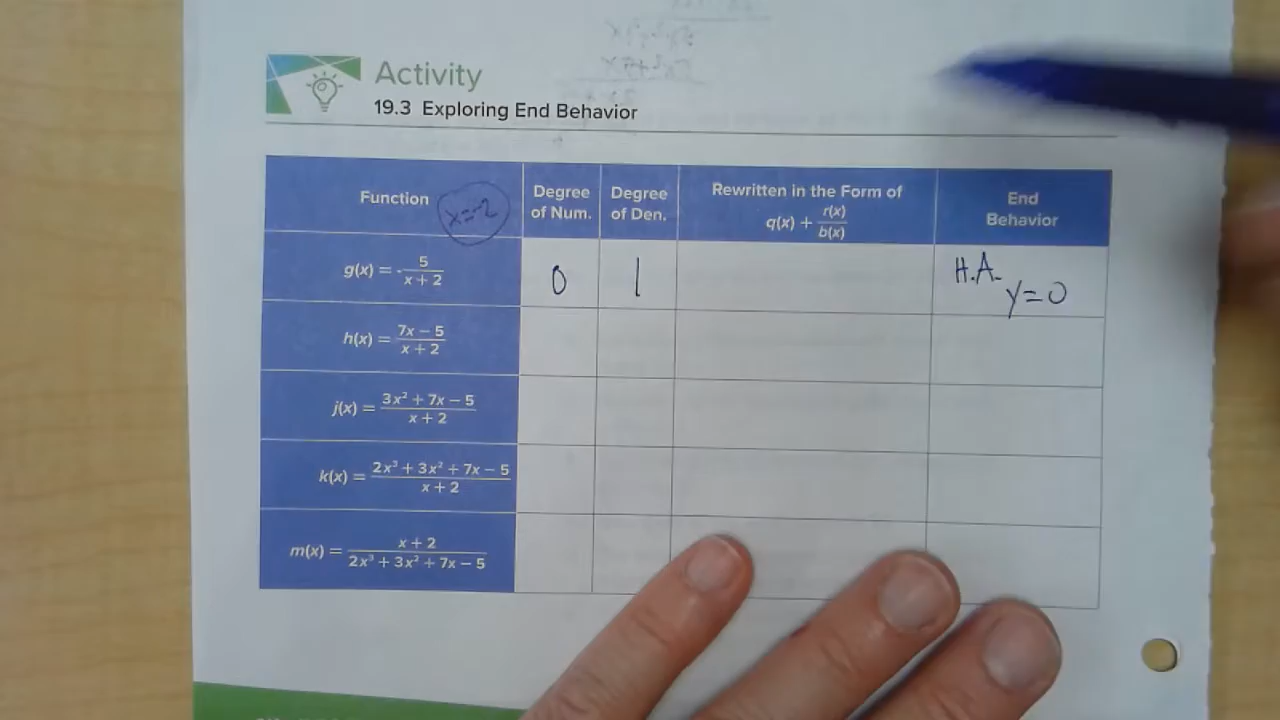 Activity
19.3 Exploring End Behavior
Function x=-2
Degree of Num.
Degree of Den.
Rewritten in the Form of
q(x) + r(x)/b(x)
End Behavior
g(x) = -5/(x + 2) 0 1 H.A. y=0
h(x) = (7x − 5)/(x + 2)
j(x) = (3x² + 7x − 5)/(x + 2)
k(x) = (2x³ + 3x² + 7x − 5)/(x + 2)
m(x) = (x + 2)/(2x³ + 3x² + 7x − 5)